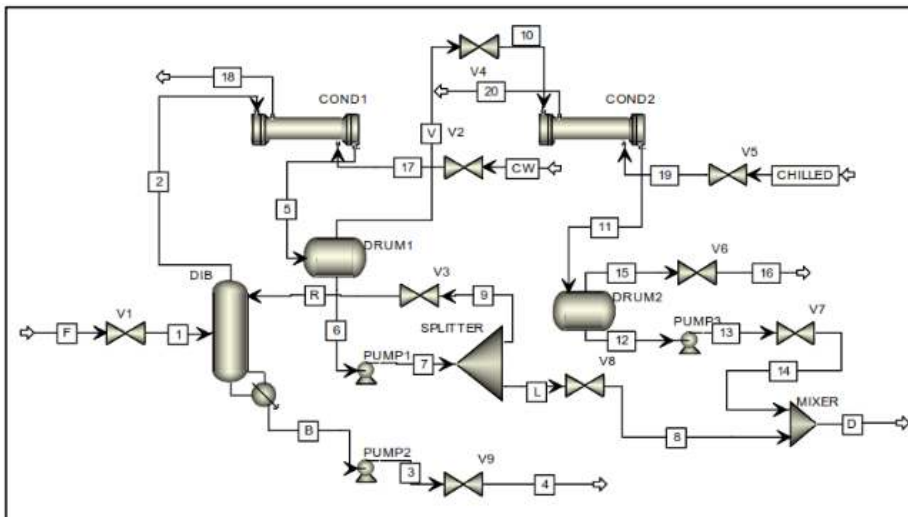 10
18
V4
20
COND1
COND2
V
V2
V5
17
CW
19
CHILLED
2
5
11
DRUM1
V6
DIB
V3
15
16
R
9
DRUM2
V7
V1
6
SPLITTER
PUMP3
13
F
1
12
PUMP1
7
V8
14
L
MIXER
B
D
8
PUMP2
V9
3
4